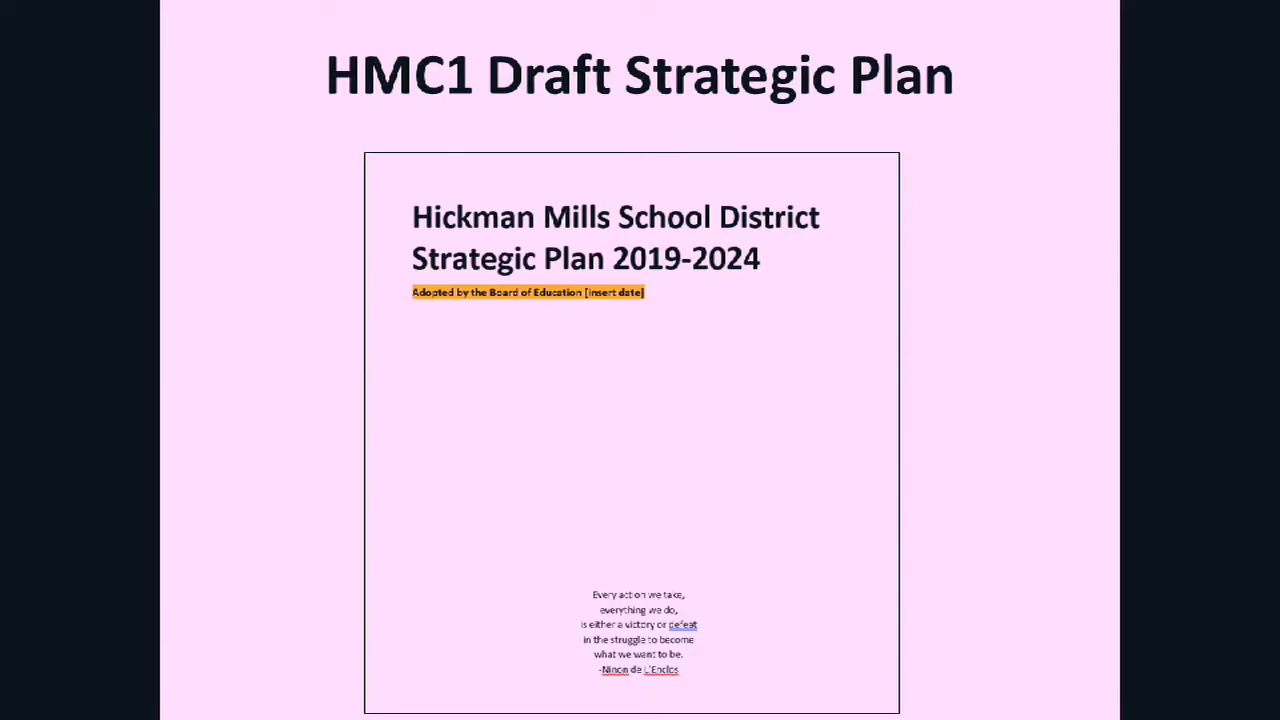 HMC1 Draft Strategic Plan
Hickman Mills School District
Strategic Plan 2019-2024
Adopted by the Board of Education [insert date]
Every action we take,
everything we do,
is either a victory or defeat
in the struggle to become
what we want to be.
-Ninon de L'Enclos